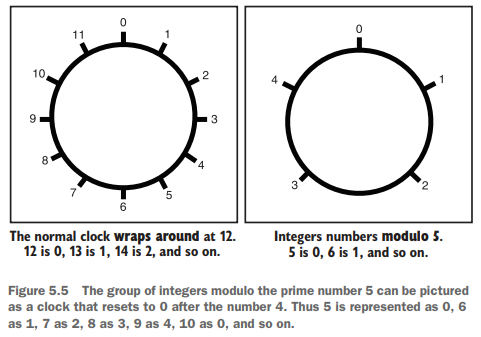 0
11
1
10
2
9
3
8
4
7
5
6
The normal clock wraps around at 12.
12 is 0, 13 is 1, 14 is 2, and so on.
0
4
1
3
2
Integers numbers modulo 5.
5 is 0, 6 is 1, and so on.
Figure 5.5 The group of integers modulo the prime number 5 can be pictured
as a clock that resets to 0 after the number 4. Thus 5 is represented as 0, 6
as 1, 7 as 2, 8 as 3, 9 as 4, 10 as 0, and so on.